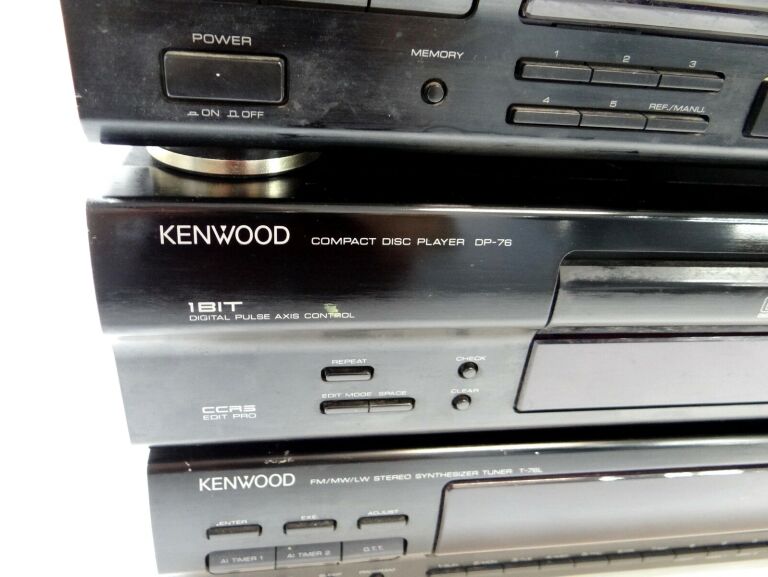 POWER
ON OFF
MEMORY
1 2 3
4 5 REF./MANU.
KENWOOD COMPACT DISC PLAYER DP-76
1BIT
DIGITAL PULSE AXIS CONTROL
REPEAT
CHECK
EDIT MODE SPACE
CLEAR
CCRS
EDIT PRO
KENWOOD FM/MW/LW STEREO SYNTHESIZER TUNER T-76L
ENTER EXE. ADJUST
AI TIMER 1 AI TIMER 2 O.T.T.